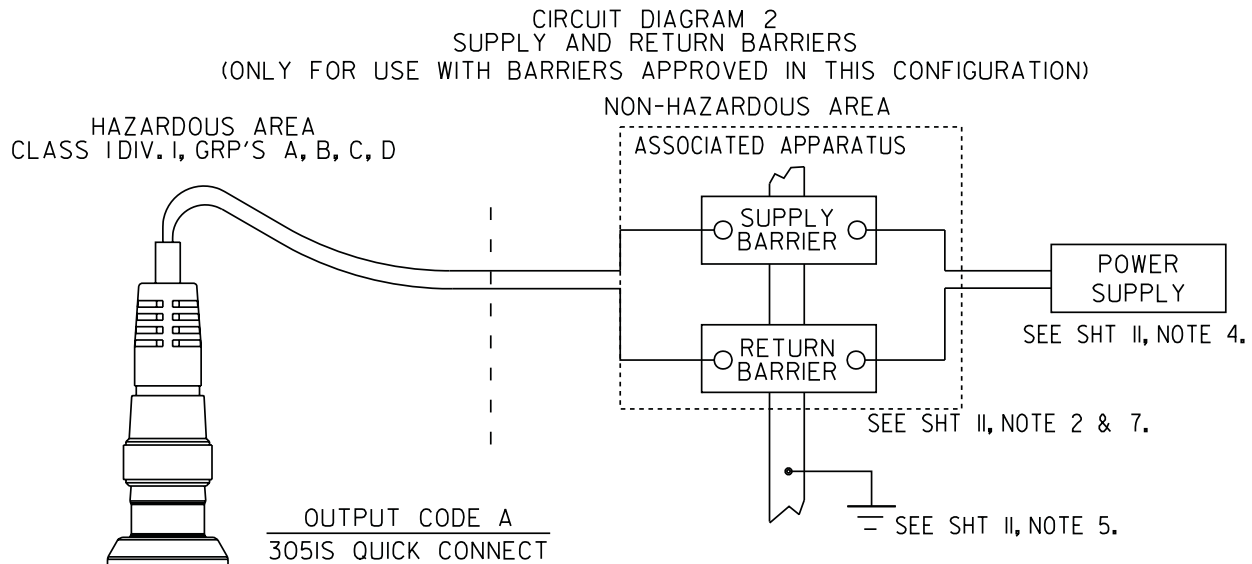 CIRCUIT DIAGRAM 2
SUPPLY AND RETURN BARRIERS
(ONLY FOR USE WITH BARRIERS APPROVED IN THIS CONFIGURATION)
NON-HAZARDOUS AREA
HAZARDOUS AREA
CLASS I DIV. I, GRP'S A, B, C, D
ASSOCIATED APPARATUS
SUPPLY
BARRIER
POWER
SUPPLY
SEE SHT II, NOTE 4.
RETURN
BARRIER
SEE SHT II, NOTE 2 & 7.
OUTPUT CODE A
3051S QUICK CONNECT
SEE SHT II, NOTE 5.